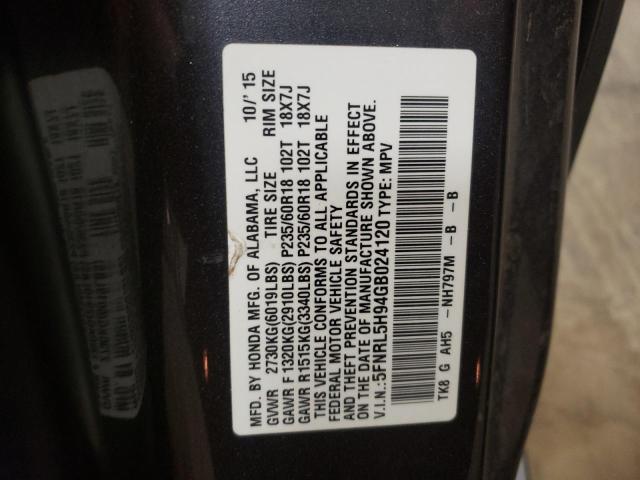 MFD. BY HONDA MFG. OF ALABAMA, LLC 10/' 15
GVWR 2730KG(6019LBS) TIRE SIZE RIM SIZE
GAWR F 1320KG(2910LBS) P235/60R18 102T 18X7J
GAWR R 1515KG(3340LBS) P235/60R18 102T 18X7J
THIS VEHICLE CONFORMS TO ALL APPLICABLE
FEDERAL MOTOR VEHICLE SAFETY
AND THEFT PREVENTION STANDARDS IN EFFECT
ON THE DATE OF MANUFACTURE SHOWN ABOVE.
V.I.N.:5FNRL5H94GB024120 TYPE: MPV
TK8 G AH5 -NH797M -B -B